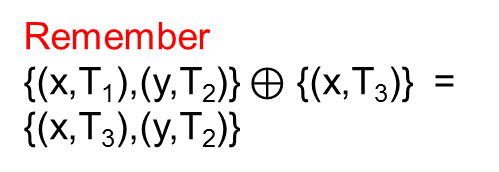 Remember
{(x,T₁),(y,T₂)} ⊕ {(x,T₃)} =
{(x,T₃),(y,T₂)}